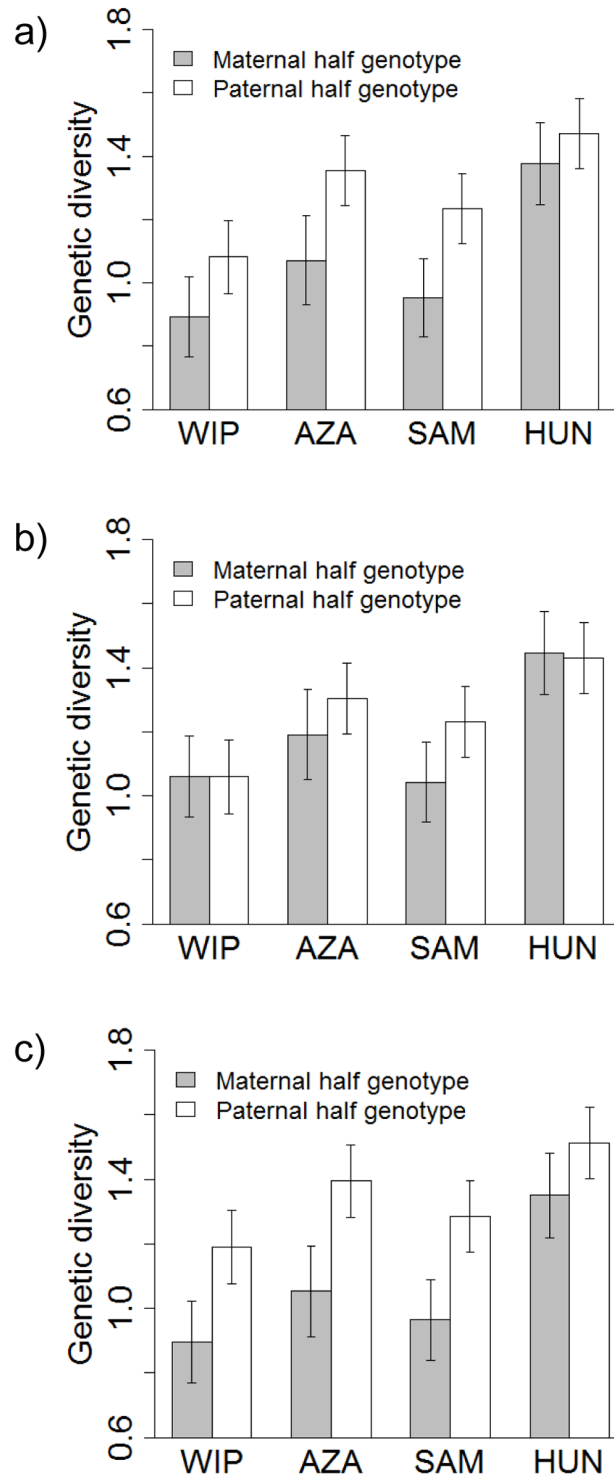 a)
1.8
1.4
1.0
0.6
Genetic diversity
Maternal half genotype
Paternal half genotype
WIP AZA SAM HUN
b)
1.8
1.4
1.0
0.6
Genetic diversity
Maternal half genotype
Paternal half genotype
WIP AZA SAM HUN
c)
1.8
1.4
1.0
0.6
Genetic diversity
Maternal half genotype
Paternal half genotype
WIP AZA SAM HUN